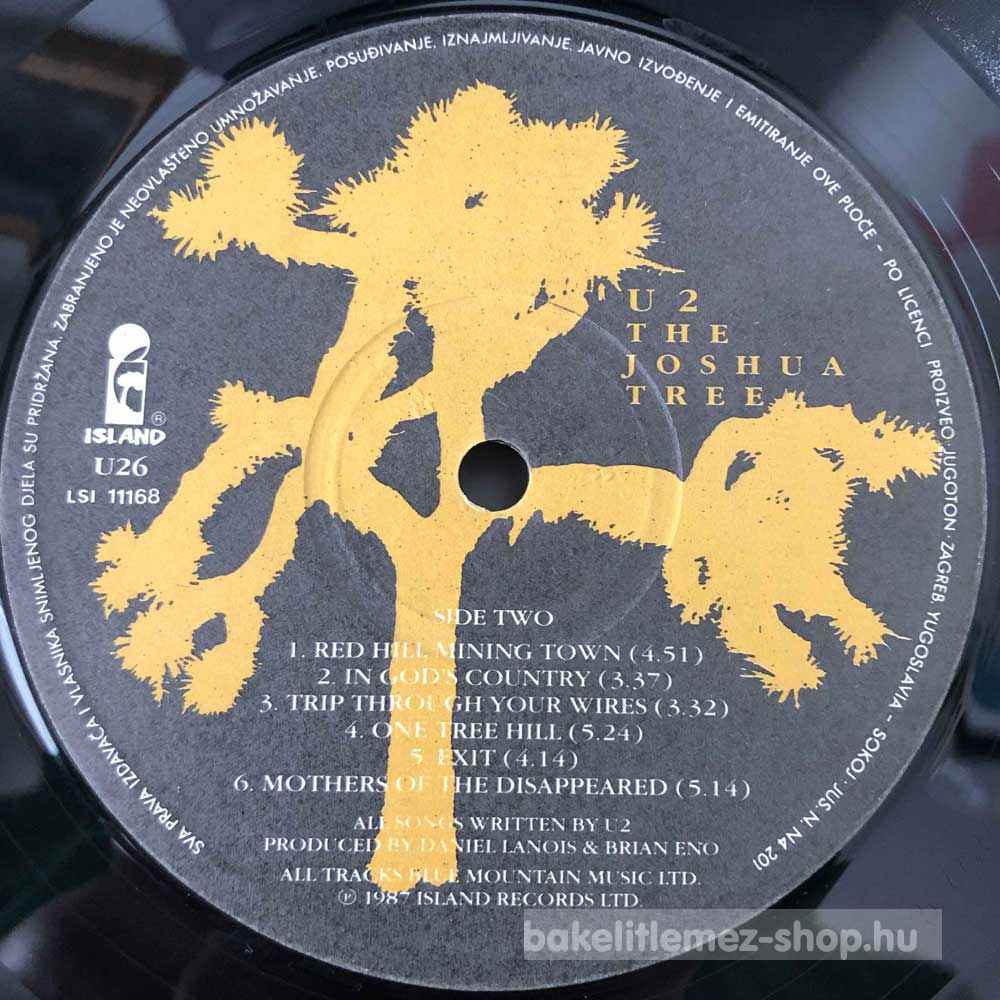 SVA PRAVA IZDAVAČA I VLASNIKA SNIMLJENOG DJELA SU PRIDRŽANA. ZABRANJENO JE NEOVLAŠTENO UMNOŽAVANJE, POSUĐIVANJE, IZNAJMLJIVANJE, JAVNO IZVOĐENJE I EMITIRANJE OVE PLOČE - PO LICENCI PROIZVEO JUGOTON · ZAGREB, YUGOSLAVIA - SOKOJ · JUS. N. N4 201
U2
THE
JOSHUA
TREE
®
ISLAND
U26
LSI 11168
SIDE TWO
1. RED HILL MINING TOWN (4.51)
2. IN GOD'S COUNTRY (3.37)
3. TRIP THROUGH YOUR WIRES (3.32)
4. ONE TREE HILL (5.24)
5. EXIT (4.14)
6. MOTHERS OF THE DISAPPEARED (5.14)
ALL SONGS WRITTEN BY U2
PRODUCED BY DANIEL LANOIS & BRIAN ENO
ALL TRACKS BLUE MOUNTAIN MUSIC LTD.
℗ 1987 ISLAND RECORDS LTD.
bakelitlemez-shop.hu